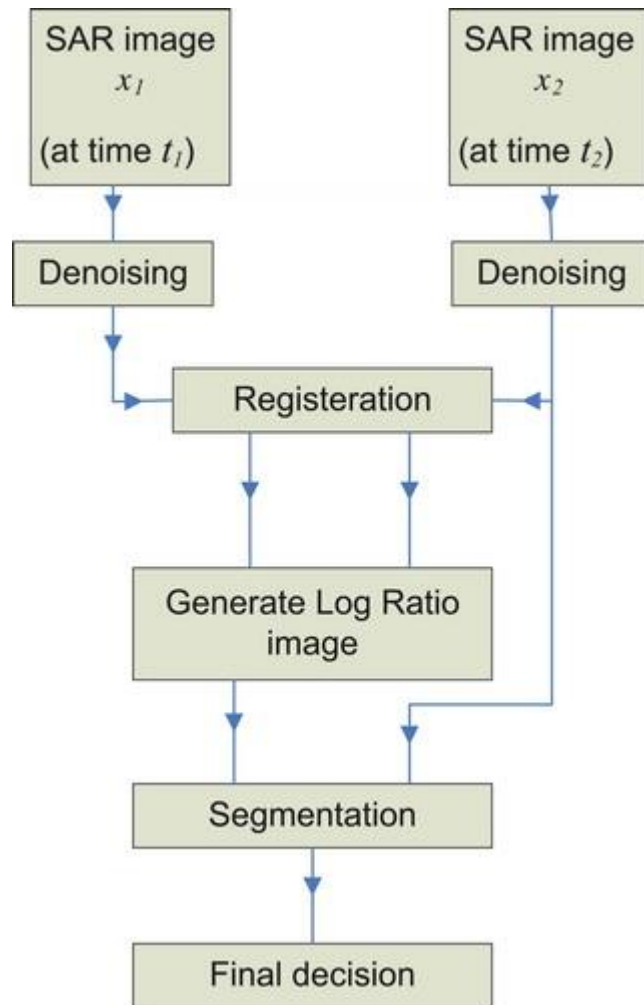 SAR image
x₁
(at time t₁)
SAR image
x₂
(at time t₂)
Denoising
Denoising
Registeration
Generate Log Ratio
image
Segmentation
Final decision